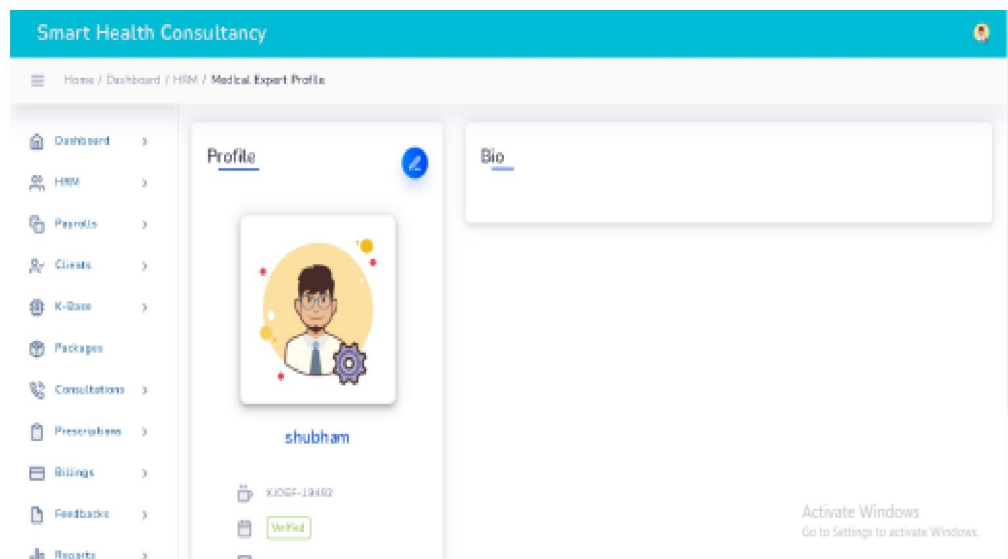 Smart Health Consultancy
Home / Dashboard / HRM / Medical Expert Profile
Dashboard
HRM
Payrolls
Clients
K-Base
Packages
Consultations
Prescriptions
Billings
Feedbacks
Reports
Profile
shubham
Verified
Bio
Activate Windows
Go to Settings to activate Windows.